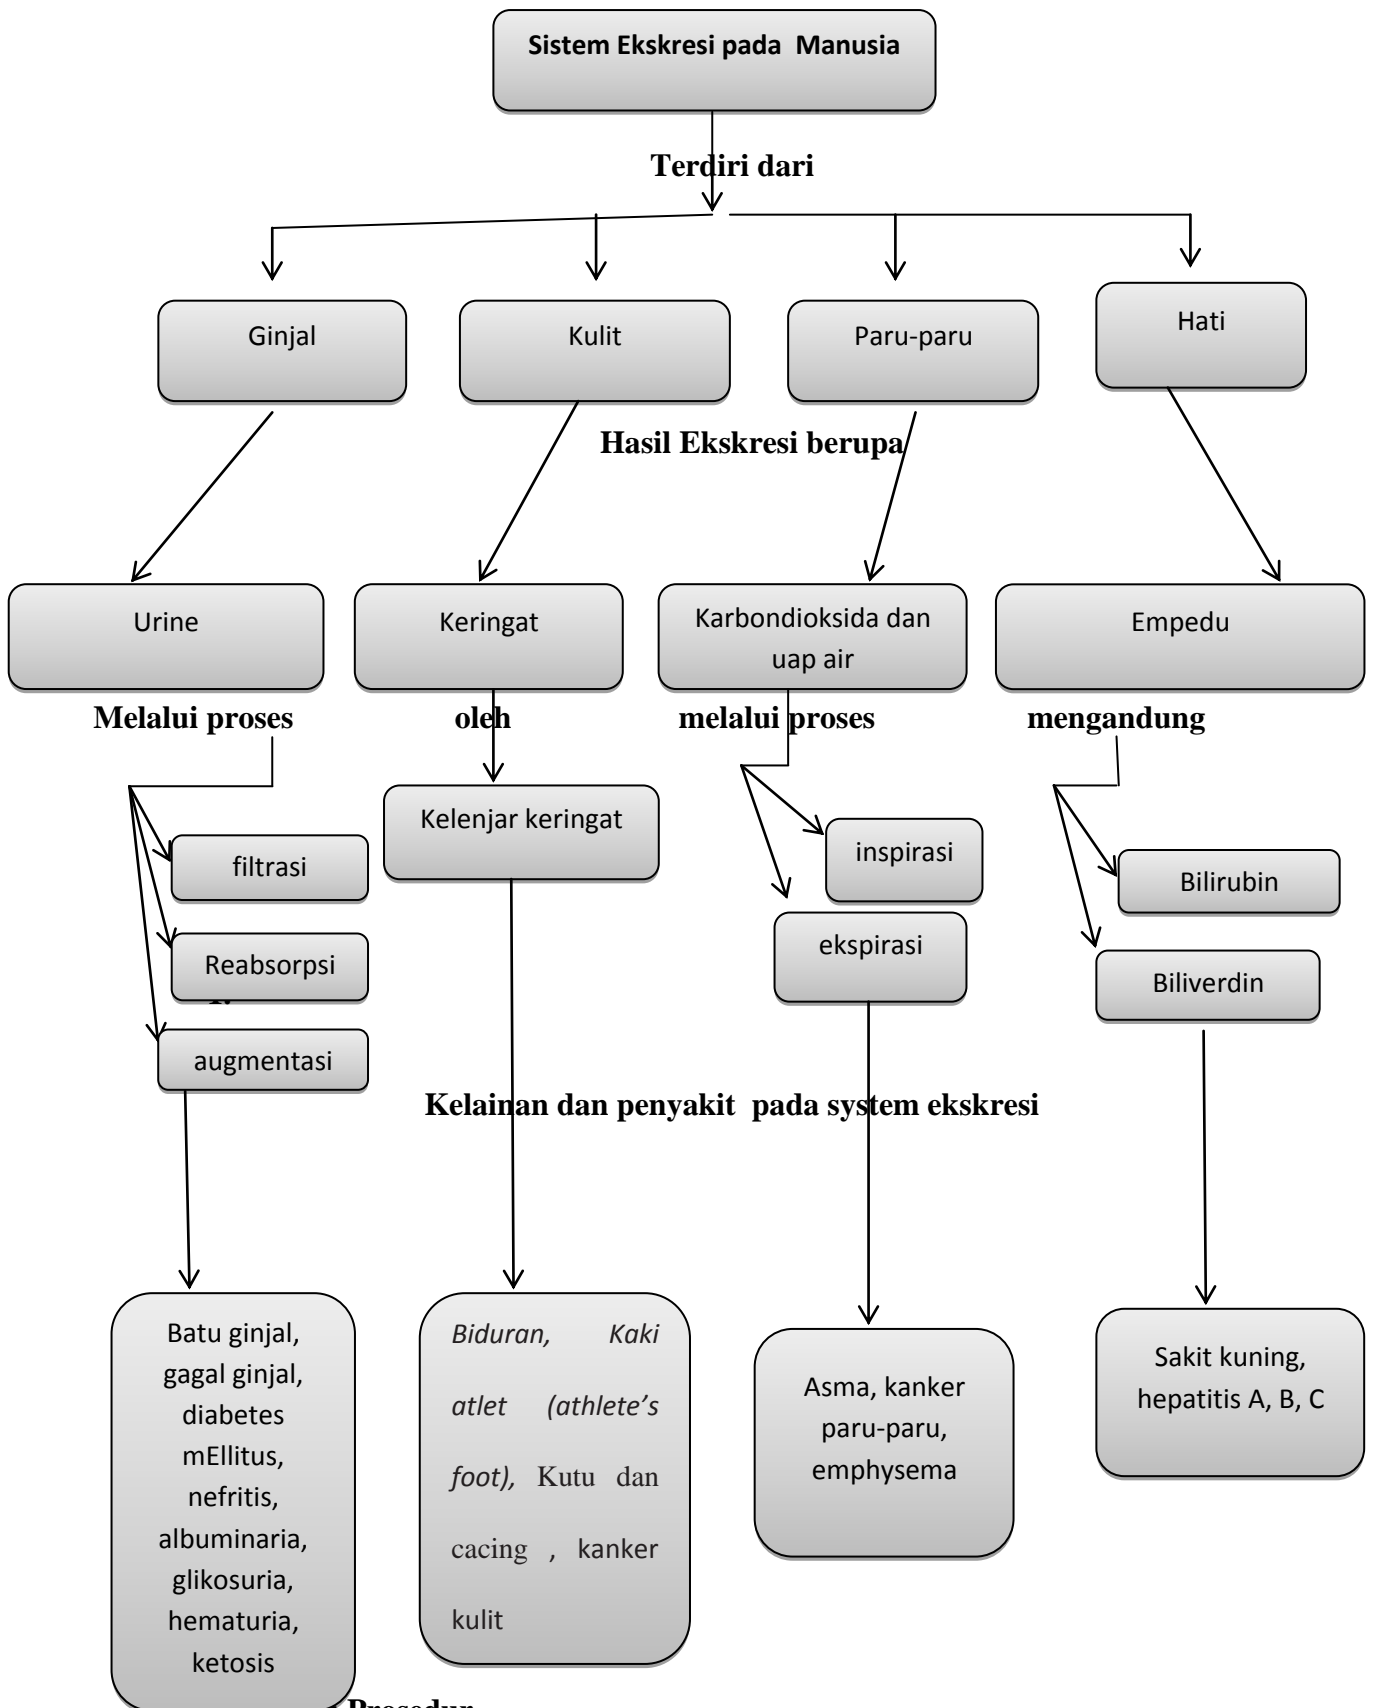 Sistem Ekskresi pada Manusia
Terdiri dari
Ginjal
Kulit
Paru-paru
Hati
Hasil Ekskresi berupa
Urine
Keringat
Karbondioksida dan
uap air
Empedu
Melalui proses
oleh
melalui proses
mengandung
filtrasi
Reabsorpsi
augmentasi
Kelenjar keringat
inspirasi
ekspirasi
Bilirubin
Biliverdin
Kelainan dan penyakit pada system ekskresi
Batu ginjal,
gagal ginjal,
diabetes
mEllitus,
nefritis,
albuminaria,
glikosuria,
hematuria,
ketosis
Biduran, Kaki
atlet (athlete’s
foot), Kutu dan
cacing , kanker
kulit
Asma, kanker
paru-paru,
emphysema
Sakit kuning,
hepatitis A, B, C
Prosedur